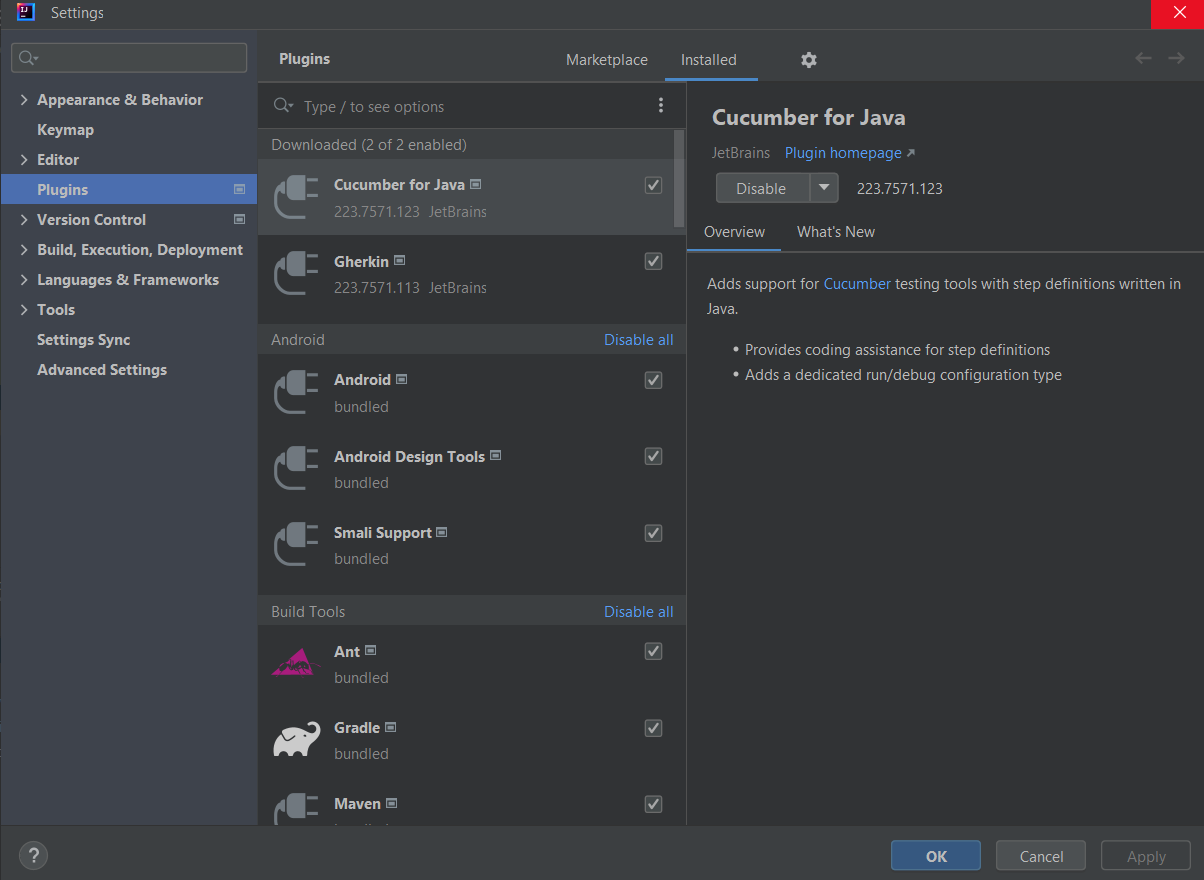 Settings
Appearance & Behavior
Keymap
Editor
Plugins
Version Control
Build, Execution, Deployment
Languages & Frameworks
Tools
Settings Sync
Advanced Settings
Plugins
Marketplace
Installed
Type / to see options
Downloaded (2 of 2 enabled)
Cucumber for Java
223.7571.123 JetBrains
Gherkin
223.7571.113 JetBrains
Android Disable all
Android
bundled
Android Design Tools
bundled
Smali Support
bundled
Build Tools Disable all
Ant
bundled
Gradle
bundled
Maven
Cucumber for Java
JetBrains Plugin homepage
Disable 223.7571.123
Overview What's New
Adds support for Cucumber testing tools with step definitions written in
Java.
• Provides coding assistance for step definitions
• Adds a dedicated run/debug configuration type
?
OK Cancel Apply